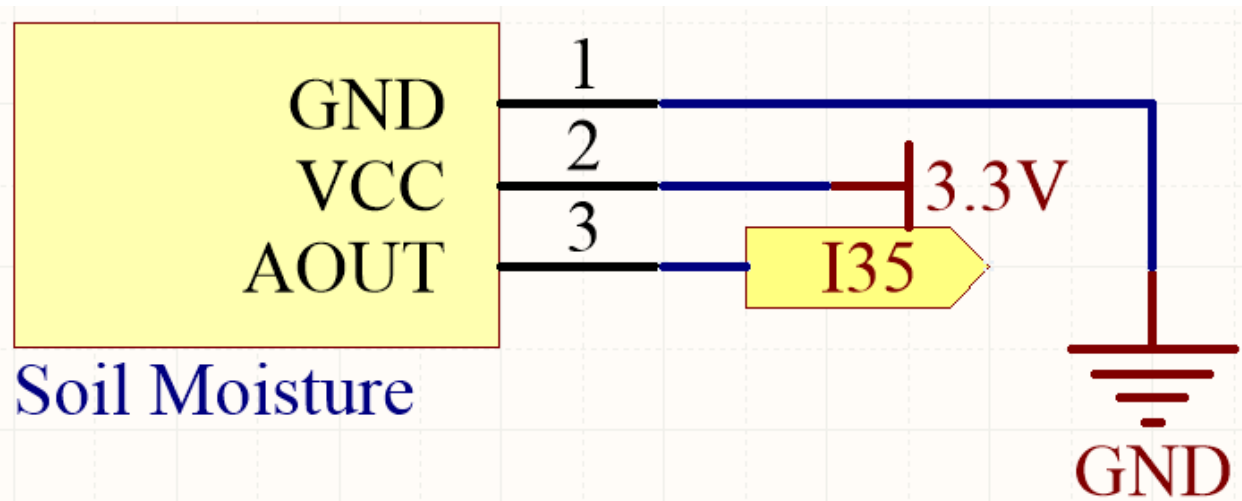 GND 1
VCC 2 3.3V
AOUT 3 I35
Soil Moisture
GND